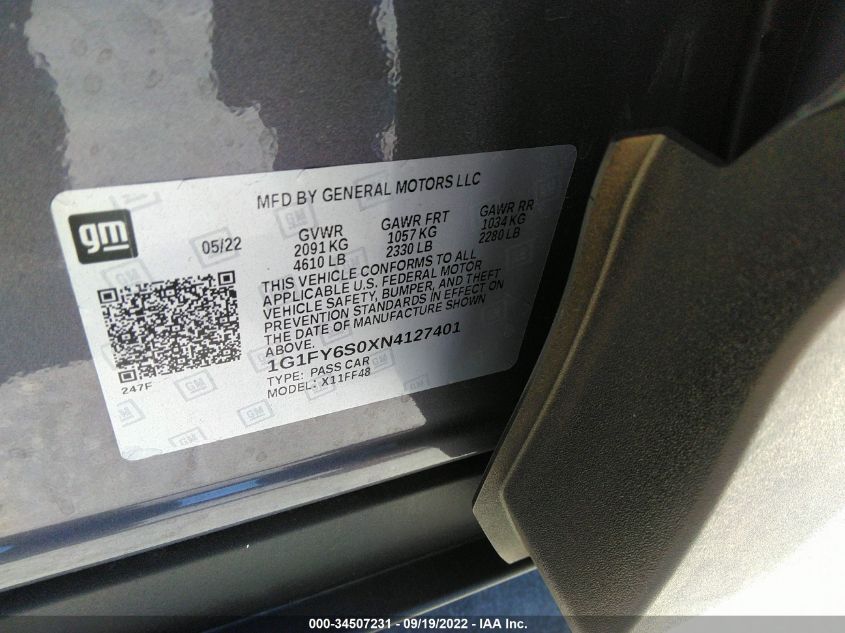 MFD BY GENERAL MOTORS LLC
gm
05/22
GVWR GAWR FRT GAWR RR
2091 KG 1057 KG 1034 KG
4610 LB 2330 LB 2280 LB
THIS VEHICLE CONFORMS TO ALL
APPLICABLE U.S. FEDERAL MOTOR
VEHICLE SAFETY, BUMPER, AND THEFT
PREVENTION STANDARDS IN EFFECT ON
THE DATE OF MANUFACTURE SHOWN
ABOVE.
1G1FY6S0XN4127401
TYPE: PASS CAR
MODEL: X11FF48
247F
000-34507231 - 09/19/2022 - IAA Inc.